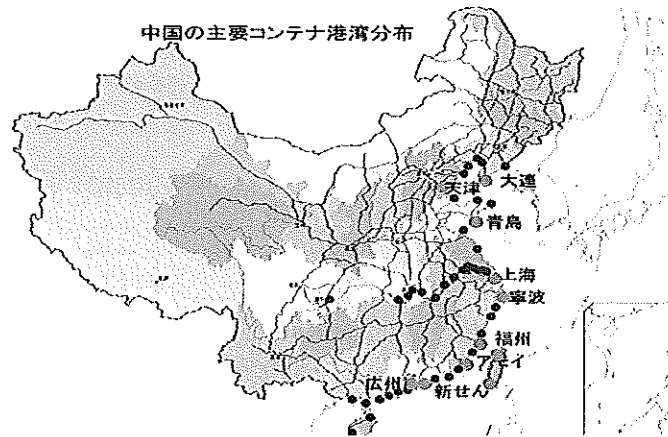 中国の主要コンテナ港湾分布
大連
天津
青島
上海
寧波
福州
アモイ
広州
新せん